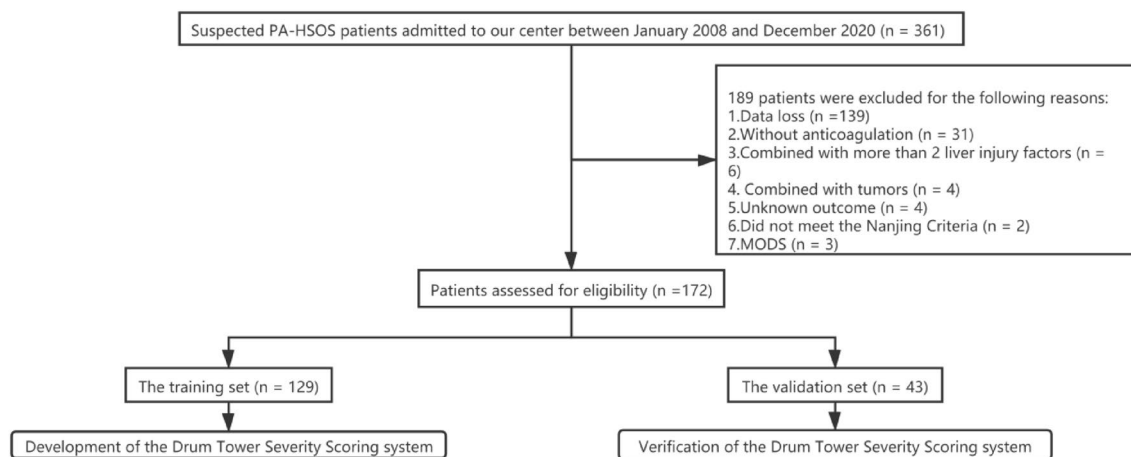 Suspected PA-HSOS patients admitted to our center between January 2008 and December 2020 (n = 361)
189 patients were excluded for the following reasons:
1.Data loss (n =139)
2.Without anticoagulation (n = 31)
3.Combined with more than 2 liver injury factors (n =
6)
4. Combined with tumors (n = 4)
5.Unknown outcome (n = 4)
6.Did not meet the Nanjing Criteria (n = 2)
7.MODS (n = 3)
Patients assessed for eligibility (n =172)
The training set (n = 129)
The validation set (n = 43)
Development of the Drum Tower Severity Scoring system
Verification of the Drum Tower Severity Scoring system